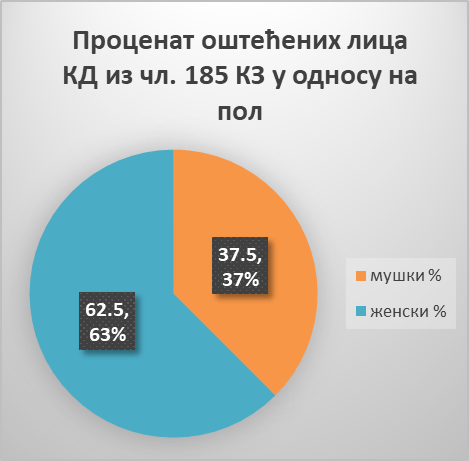 Проценат оштећених лица
КД из чл. 185 КЗ у односу на
пол
37.5,
37%
62.5,
63%
мушки %
женски %